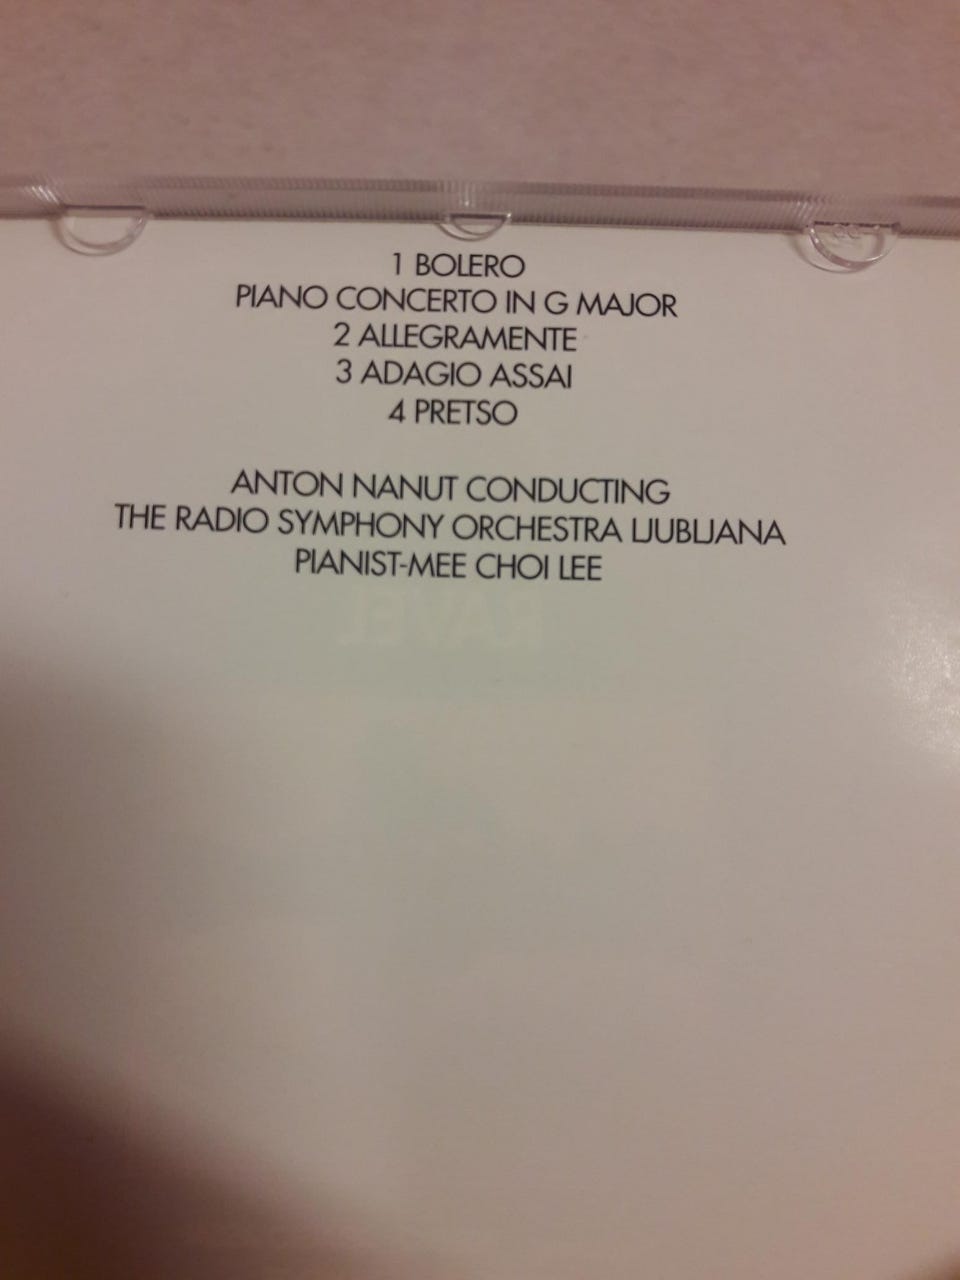 1 BOLERO
PIANO CONCERTO IN G MAJOR
2 ALLEGRAMENTE
3 ADAGIO ASSAI
4 PRETSO
ANTON NANUT CONDUCTING
THE RADIO SYMPHONY ORCHESTRA LJUBLJANA
PIANIST-MEE CHOI LEE
RAVEL